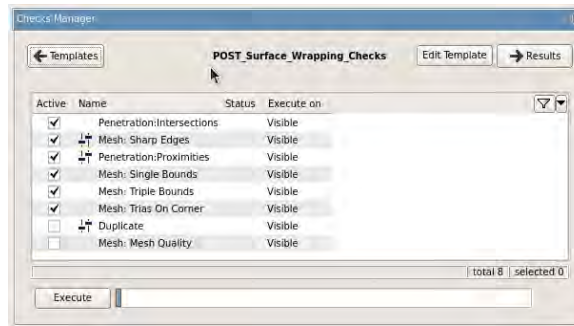 Checks Manager
Templates POST_Surface_Wrapping_Checks Edit Template Results
Active Name Status Execute on
Penetration:Intersections Visible
Mesh: Sharp Edges Visible
Penetration:Proximities Visible
Mesh: Single Bounds Visible
Mesh: Triple Bounds Visible
Mesh: Trias On Corner Visible
Duplicate Visible
Mesh: Mesh Quality Visible
total 8 selected 0
Execute